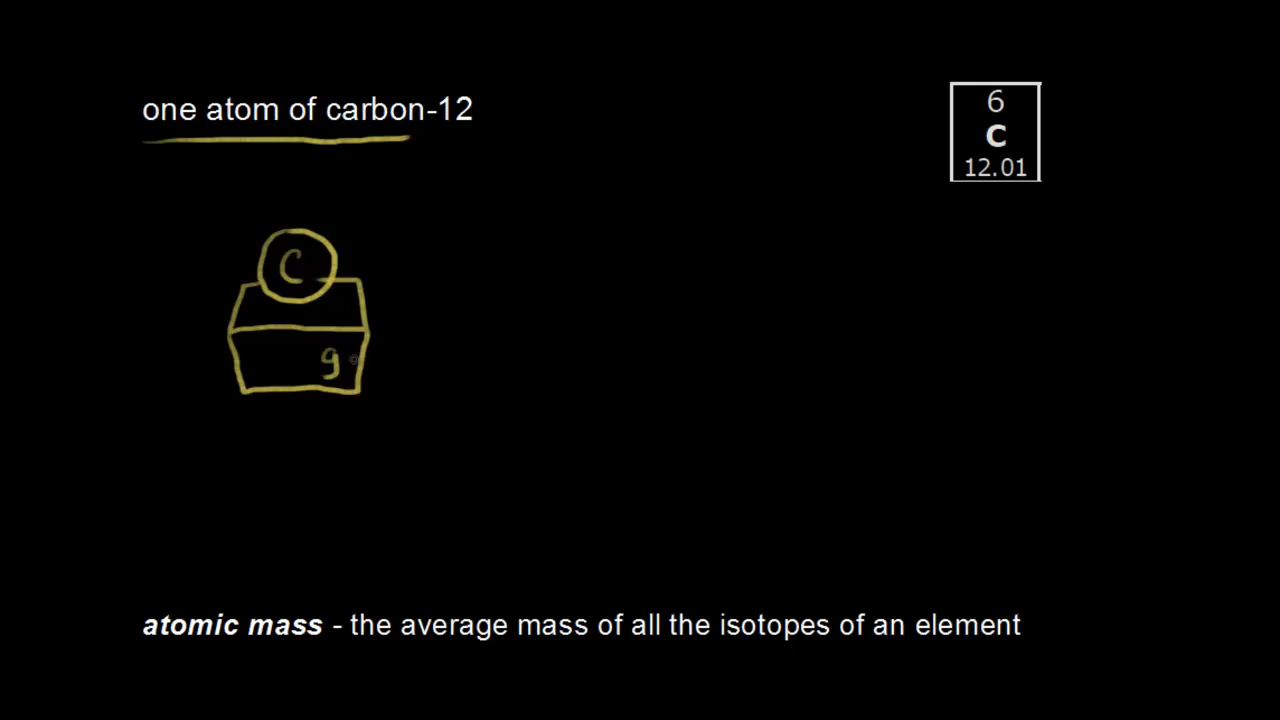 one atom of carbon-12
6
C
12.01
C
g
atomic mass - the average mass of all the isotopes of an element